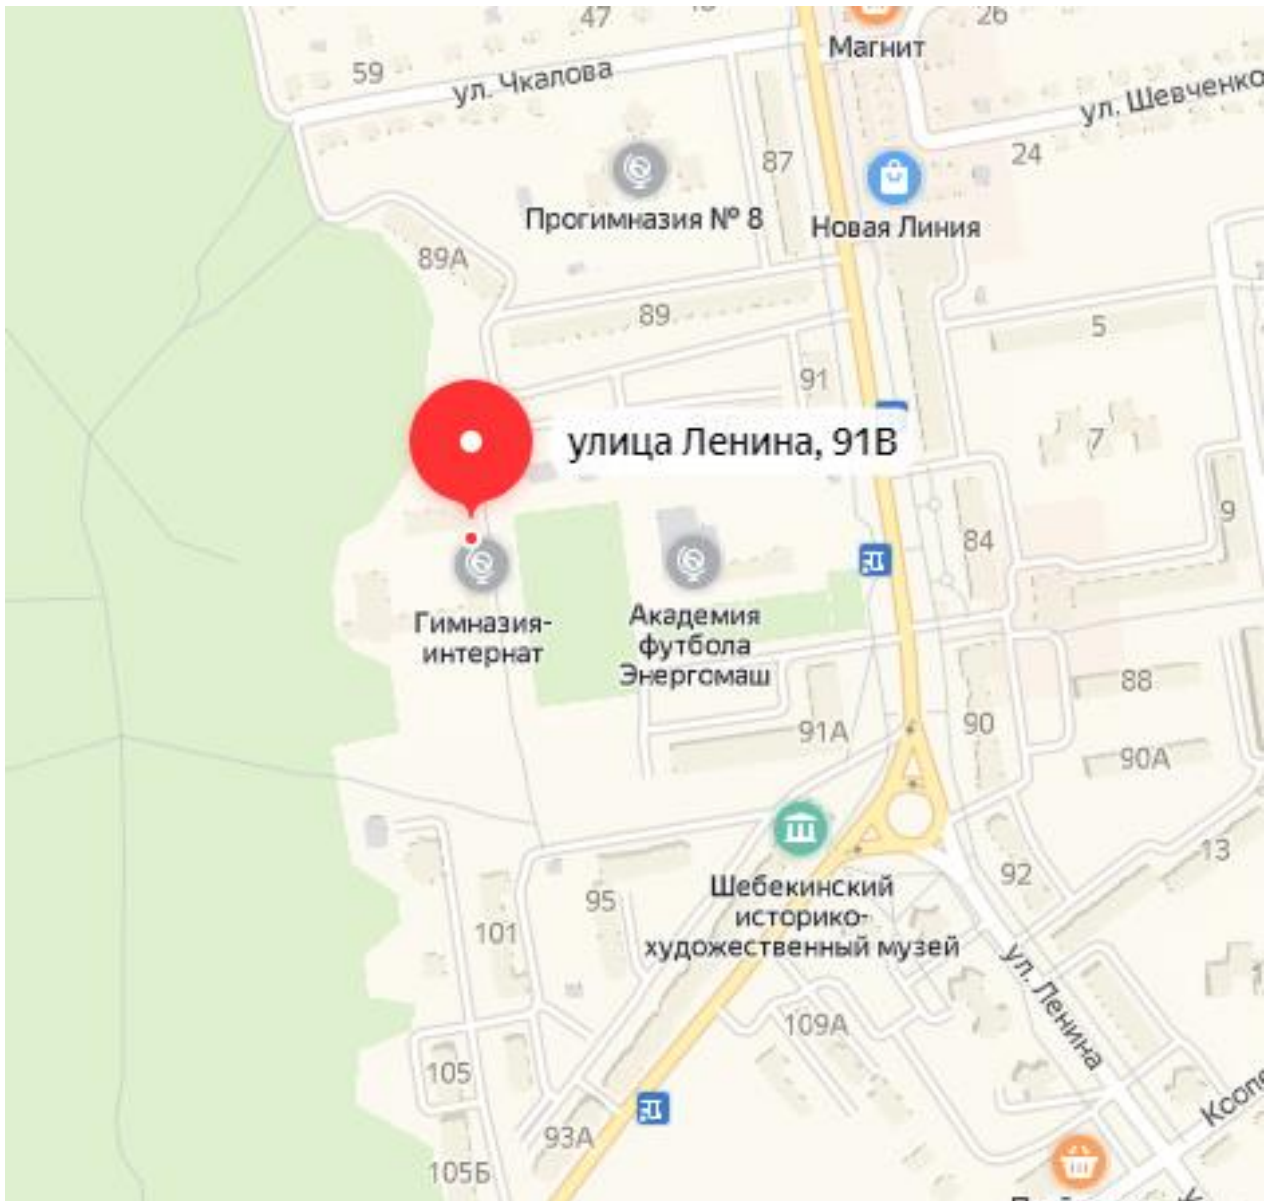 47
26
Магнит
59
ул. Чкалова
ул. Шевченко
87
24
Прогимназия № 8
Новая Линия
89А
89
5
91
7
улица Ленина, 91В
9
84
Гимназия-
интернат
Академия
футбола
Энергомаш
88
90
91А
90А
13
92
Шебекинский
историко-
художественный музей
95
101
ул. Ленина
109А
105
93А
105Б